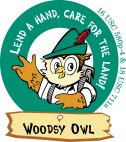 LEND A HAND, CARE FOR THE LAND!
16 USC 580p-4 & 18 USC 711a
WOODSY OWL